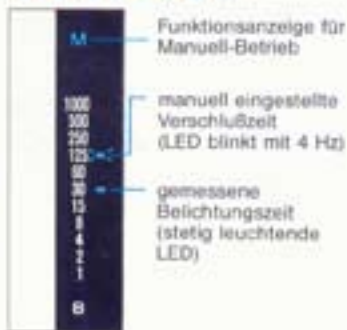 M
Funktionsanzeige für
Manuell-Betrieb
1000
500
250
125
60
30
15
8
4
2
1
B
manuell eingestellte
Verschlußzeit
(LED blinkt mit 4 Hz)
gemessene
Belichtungszeit
(stetig leuchtende
LED)